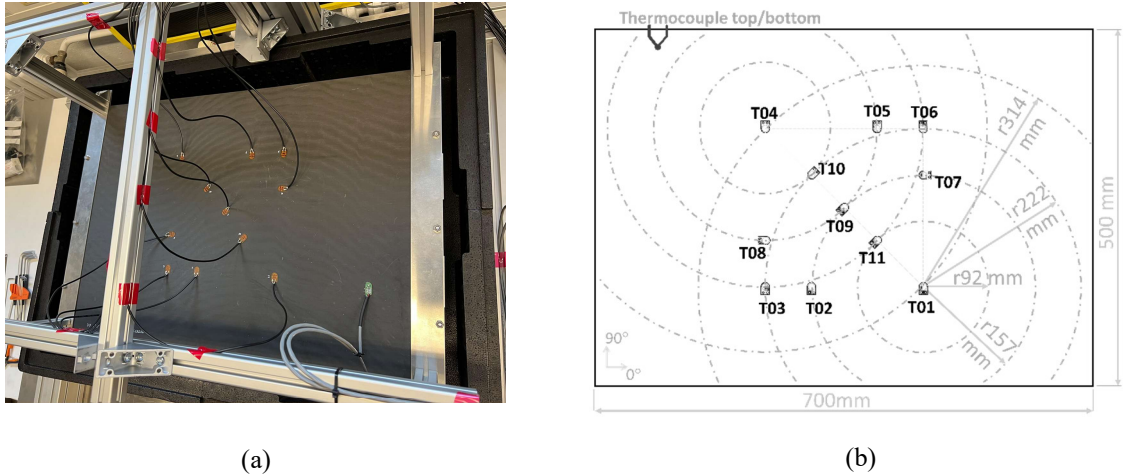 Thermocouple top/bottom
T04
T05
T06
r314
mm
T10
T07
r222
mm
T09
T08
T11
r92 mm
T03
T02
T01
r157
mm
90°
0°
500 mm
700mm
(a)
(b)